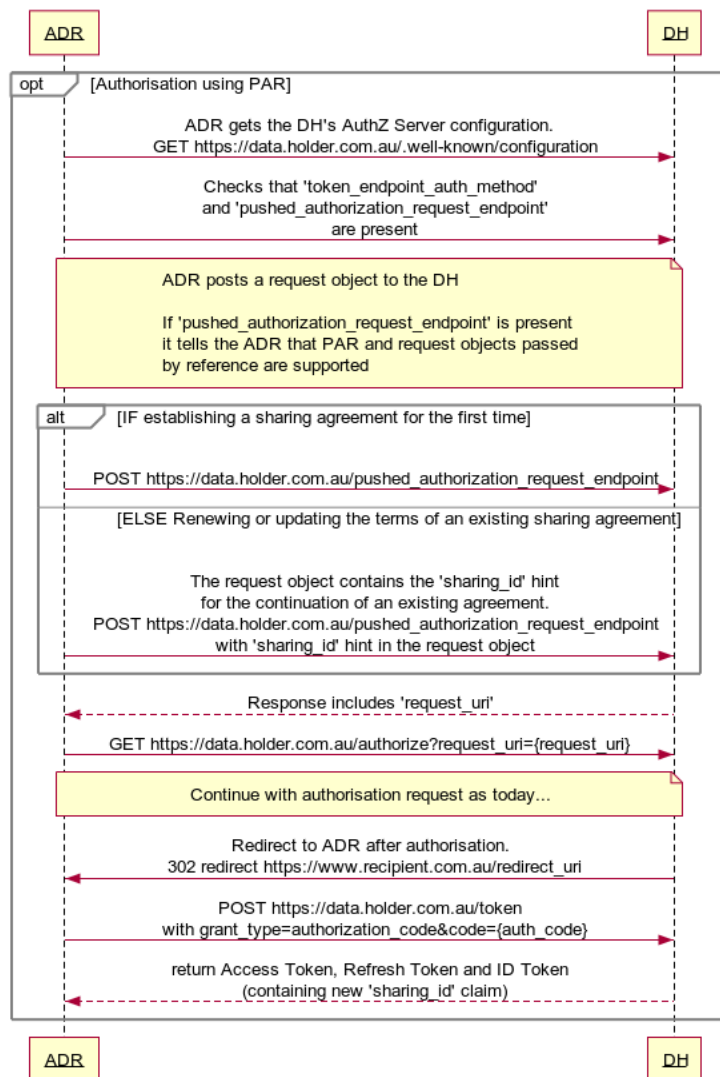 ADR DH
opt [Authorisation using PAR]
ADR gets the DH's AuthZ Server configuration.
GET https://data.holder.com.au/.well-known/configuration
Checks that 'token_endpoint_auth_method'
and 'pushed_authorization_request_endpoint'
are present
ADR posts a request object to the DH
If 'pushed_authorization_request_endpoint' is present
it tells the ADR that PAR and request objects passed
by reference are supported
alt [IF establishing a sharing agreement for the first time]
POST https://data.holder.com.au/pushed_authorization_request_endpoint
[ELSE Renewing or updating the terms of an existing sharing agreement]
The request object contains the 'sharing_id' hint
for the continuation of an existing agreement.
POST https://data.holder.com.au/pushed_authorization_request_endpoint
with 'sharing_id' hint in the request object
Response includes 'request_uri'
GET https://data.holder.com.au/authorize?request_uri={request_uri}
Continue with authorisation request as today...
Redirect to ADR after authorisation.
302 redirect https://www.recipient.com.au/redirect_uri
POST https://data.holder.com.au/token
with grant_type=authorization_code&code={auth_code}
return Access Token, Refresh Token and ID Token
(containing new 'sharing_id' claim)
ADR DH